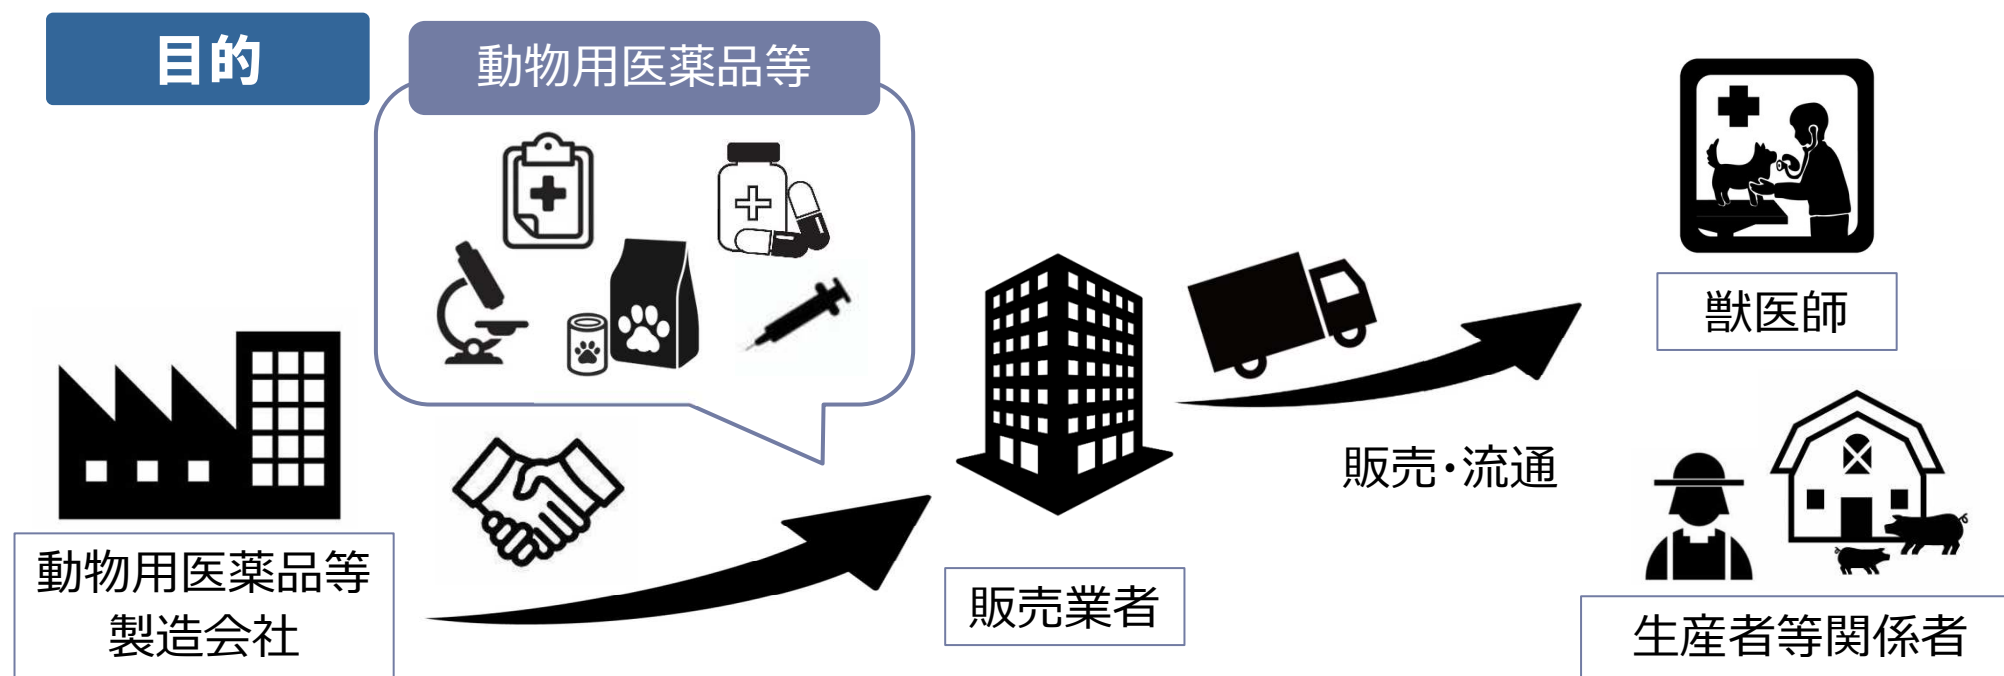 目的
動物用医薬品等
獣医師
販売・流通
動物用医薬品等
製造会社
販売業者
生産者等関係者